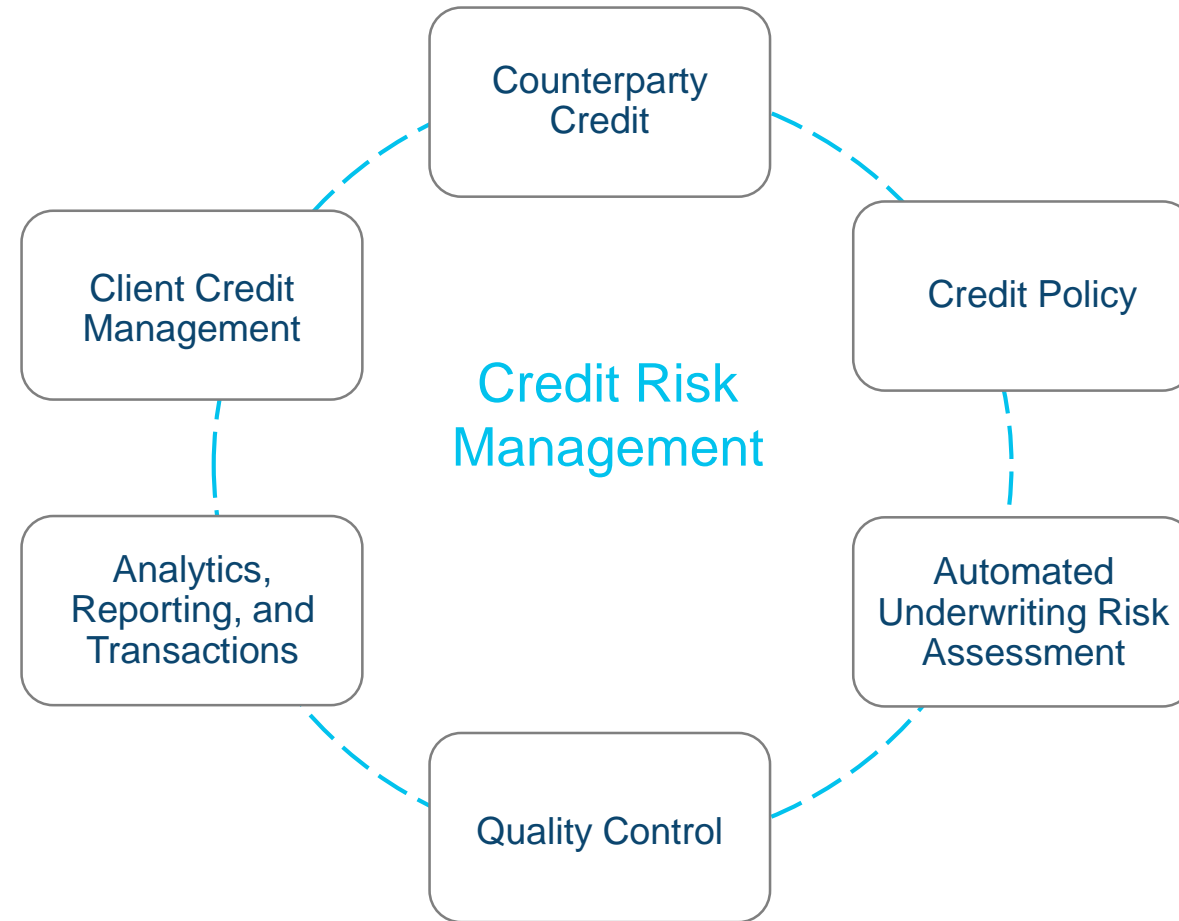 Counterparty
Credit
Credit Policy
Automated
Underwriting Risk
Assessment
Quality Control
Analytics,
Reporting, and
Transactions
Client Credit
Management
Credit Risk
Management